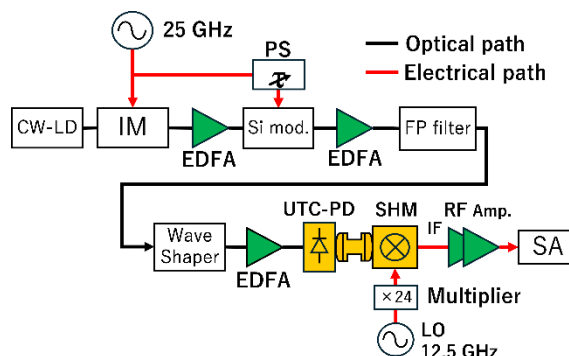 25 GHz
PS
τ
Optical path
Electrical path
CW-LD
IM
EDFA
Si mod.
EDFA
FP filter
Wave
Shaper
EDFA
UTC-PD
SHM
IF
RF Amp.
SA
×24
Multiplier
LO
12.5 GHz